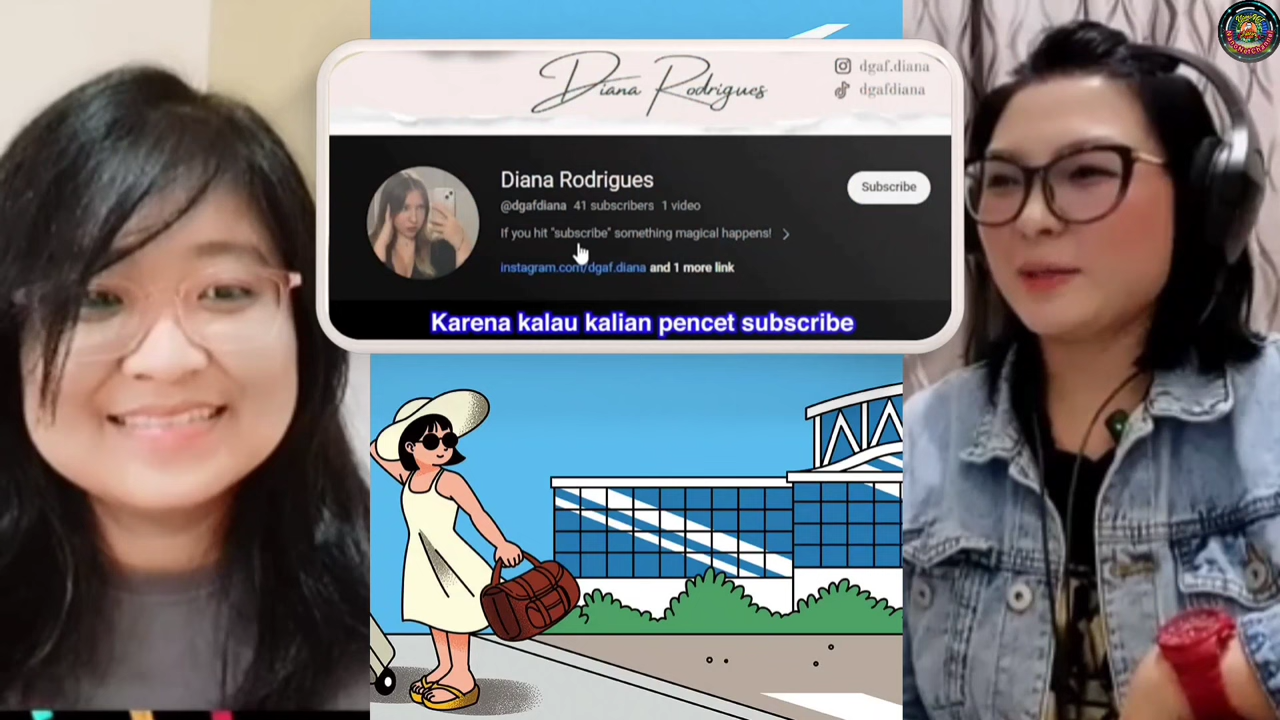 Diana Rodrigues
dgaf.diana
dgafdiana
Diana Rodrigues
@dgafdiana 41 subscribers 1 video
Subscribe
If you hit "subscribe" something magical happens!
instagram.com/dgaf.diana and 1 more link
Karena kalau kalian pencet subscribe